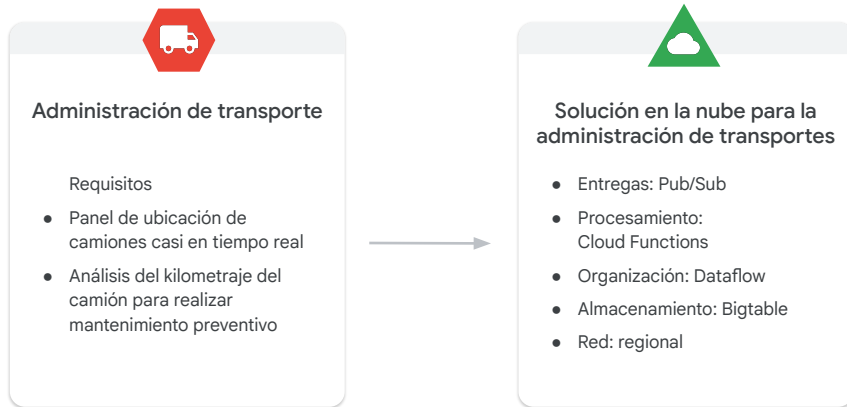 Administración de transporte
Requisitos
● Panel de ubicación de
camiones casi en tiempo real
● Análisis del kilometraje del
camión para realizar
mantenimiento preventivo
Solución en la nube para la
administración de transportes
● Entregas: Pub/Sub
● Procesamiento:
Cloud Functions
● Organización: Dataflow
● Almacenamiento: Bigtable
● Red: regional